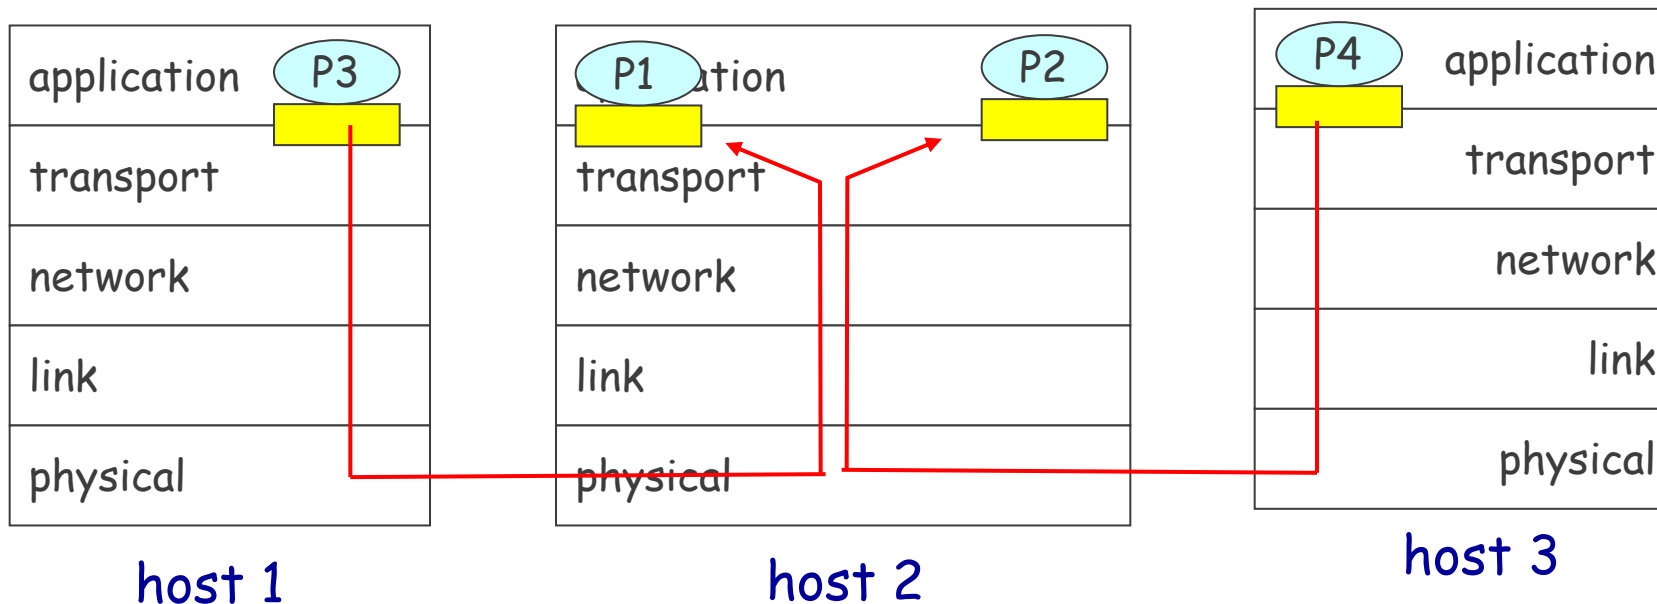 application
P3
transport
network
link
physical
host 1
P1
ation
P2
transport
network
link
physical
host 2
P4
application
transport
network
link
physical
host 3